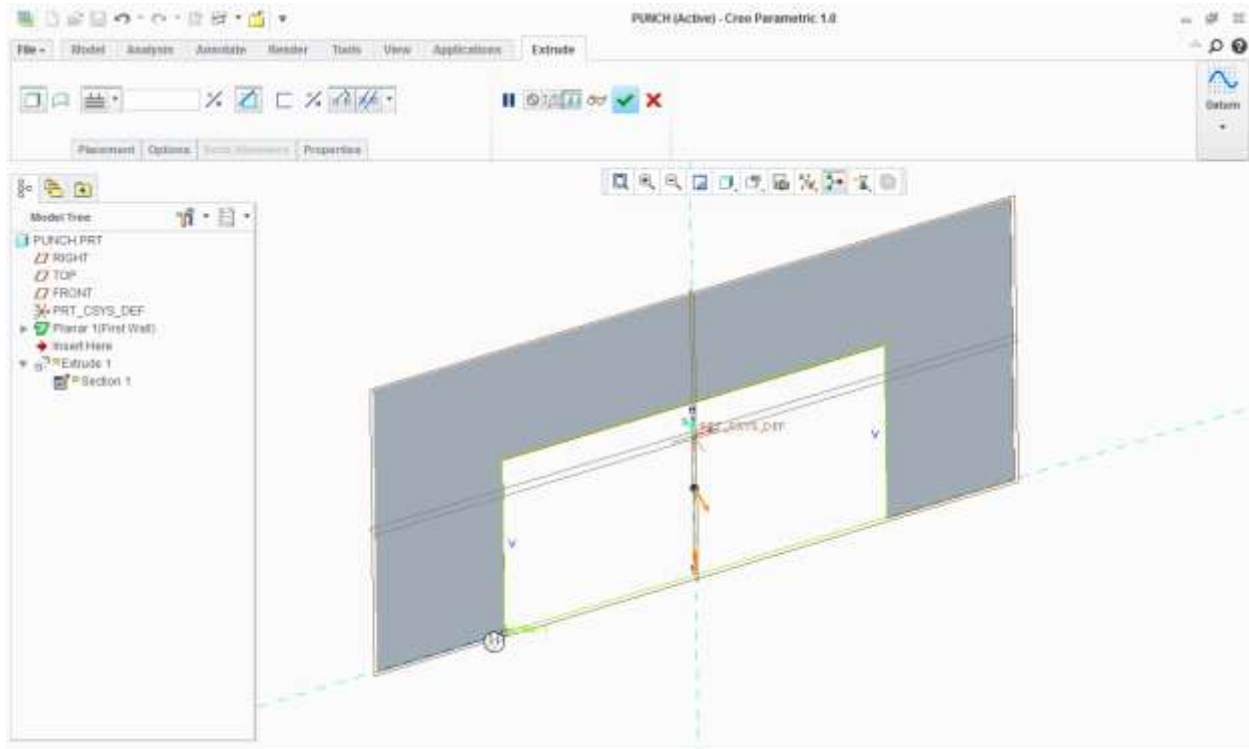 PUNCH (Active) - Creo Parametric 1.0
File Model Analysis Annotate Render Tools View Applications Extrude
Datum
Placement Options Properties
Model Tree
PUNCH.PRT
RIGHT
TOP
FRONT
PRT_CSYS_DEF
Planar 1(First Wall)
Insert Here
Extrude 1
Section 1
PRT_CSYS_DEF
V
V